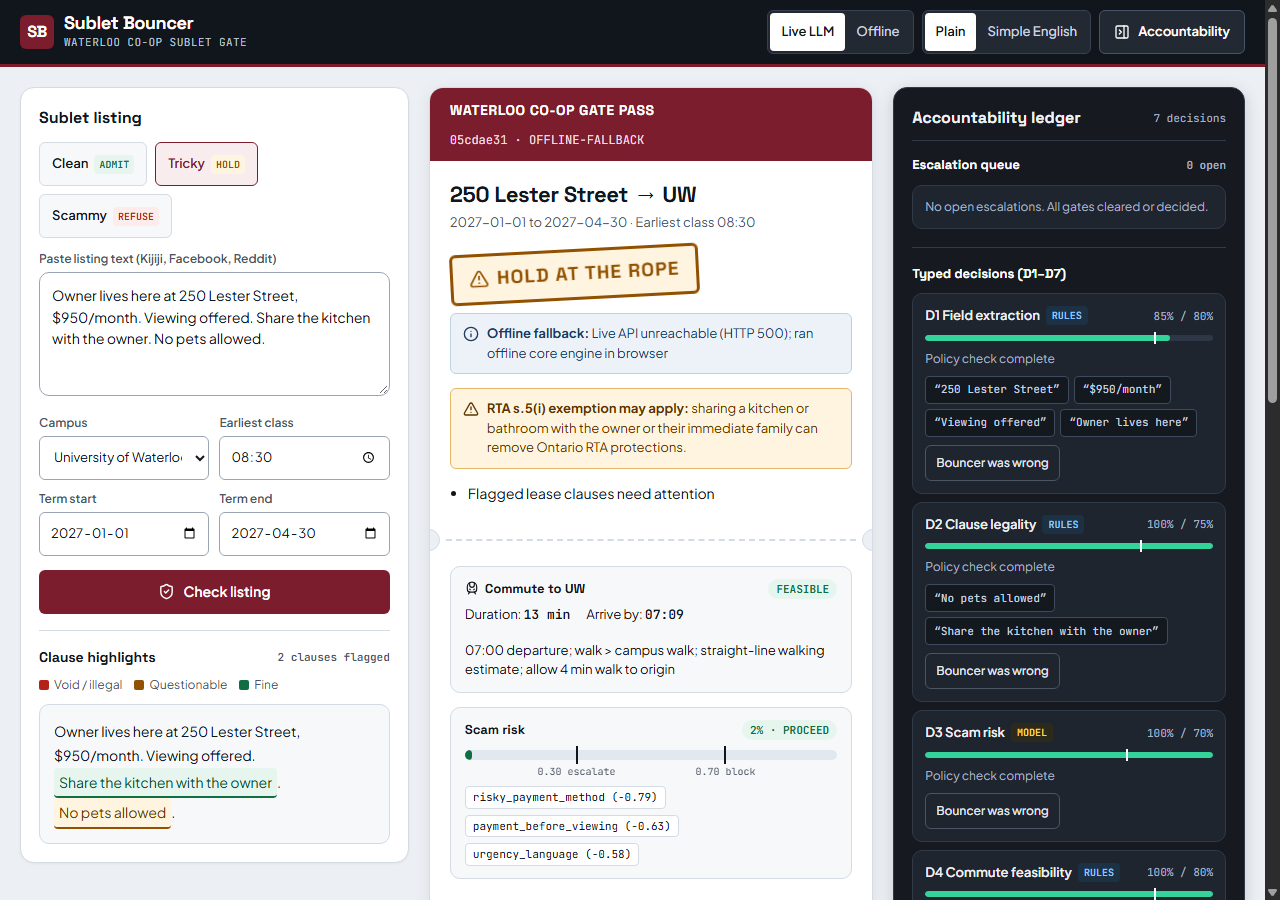 SB
Sublet Bouncer
WATERLOO CO-OP SUBLET GATE
Live LLM
Offline
Plain
Simple English
Accountability
Sublet listing
Clean ADMIT
Tricky HOLD
Scammy REFUSE
Paste listing text (Kijiji, Facebook, Reddit)
Owner lives here at 250 Lester Street,
$950/month. Viewing offered. Share the kitchen
with the owner. No pets allowed.
Campus
Earliest class
University of Waterloo
08:30
Term start
Term end
2027-01-01
2027-04-30
Check listing
Clause highlights
2 clauses flagged
Void / illegal
Questionable
Fine
Owner lives here at 250 Lester Street,
$950/month. Viewing offered.
Share the kitchen with the owner .
No pets allowed .
WATERLOO CO-OP GATE PASS
05cdae31 · OFFLINE-FALLBACK
250 Lester Street → UW
2027-01-01 to 2027-04-30 · Earliest class 08:30
HOLD AT THE ROPE
Offline fallback: Live API unreachable (HTTP 500); ran
offline core engine in browser
RTA s.5(i) exemption may apply: sharing a kitchen or
bathroom with the owner or their immediate family can
remove Ontario RTA protections.
• Flagged lease clauses need attention
Commute to UW
FEASIBLE
Duration: 13 min Arrive by: 07:09
07:00 departure; walk > campus walk; straight-line walking
estimate; allow 4 min walk to origin
Scam risk
2% · PROCEED
0.30 escalate
0.70 block
risky_payment_method (-0.79)
payment_before_viewing (-0.63)
urgency_language (-0.58)
Accountability ledger
7 decisions
Escalation queue
0 open
No open escalations. All gates cleared or decided.
Typed decisions (D1–D7)
D1 Field extraction RULES 85% / 80%
Policy check complete
“250 Lester Street” “$950/month”
“Viewing offered” “Owner lives here”
Bouncer was wrong
D2 Clause legality RULES 100% / 75%
Policy check complete
“No pets allowed”
“Share the kitchen with the owner”
Bouncer was wrong
D3 Scam risk MODEL 100% / 70%
Policy check complete
Bouncer was wrong
D4 Commute feasibility RULES 100% / 80%